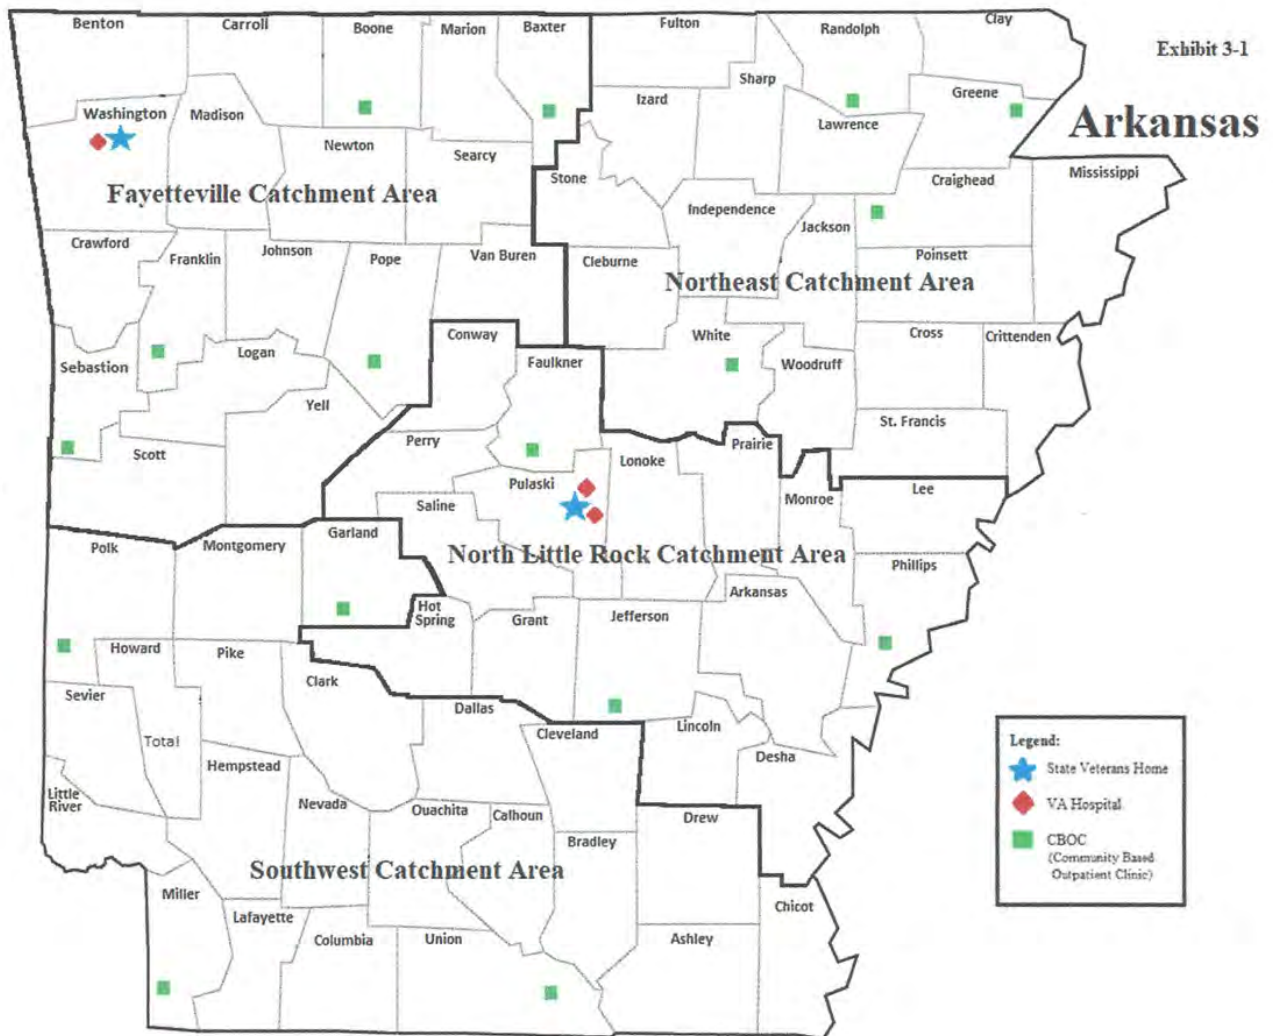 Benton
Carroll
Boone
Marion
Baxter
Fulton
Randolph
Clay
Exhibit 3-1
Sharp
Izard
Greene
Washington
Madison
Lawrence
Arkansas
Newton
Searcy
Stone
Craighead
Mississippi
Fayetteville Catchment Area
Independence
Jackson
Crawford
Franklin
Johnson
Pope
Van Buren
Cleburne
Poinsett
Northeast Catchment Area
Conway
White
Cross
Crittenden
Sebastion
Logan
Faulkner
Woodruff
Yell
St. Francis
Perry
Prairie
Scott
Lonoke
Pulaski
Lee
Saline
Monroe
Garland
Polk
Montgomery
North Little Rock Catchment Area
Phillips
Arkansas
Hot
Spring
Grant
Jefferson
Howard
Pike
Clark
Sevier
Dallas
Lincoln
Cleveland
Total
Desha
Hempstead
Little
River
Nevada
Ouachita
Calhoun
Drew
Bradley
Southwest Catchment Area
Miller
Lafayette
Chicot
Columbia
Union
Ashley
Legend:
State Veterans Home
VA Hospital
CBOC
(Community Based
Outpatient Clinic)